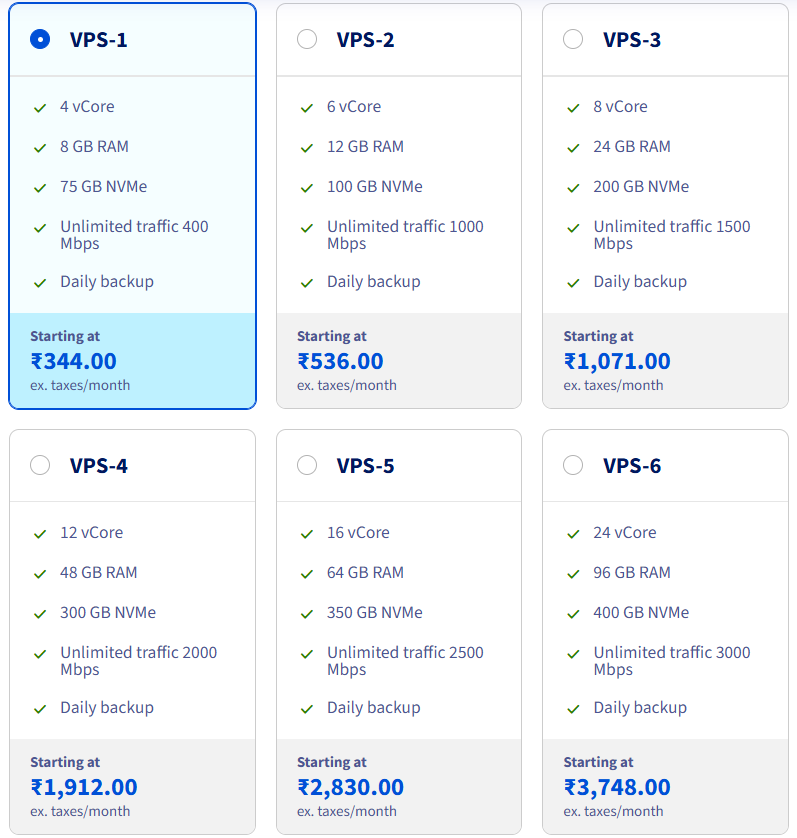 VPS-1
4 vCore
8 GB RAM
75 GB NVMe
Unlimited traffic 400
Mbps
Daily backup
Starting at
₹344.00
ex. taxes/month
VPS-2
6 vCore
12 GB RAM
100 GB NVMe
Unlimited traffic 1000
Mbps
Daily backup
Starting at
₹536.00
ex. taxes/month
VPS-3
8 vCore
24 GB RAM
200 GB NVMe
Unlimited traffic 1500
Mbps
Daily backup
Starting at
₹1,071.00
ex. taxes/month
VPS-4
12 vCore
48 GB RAM
300 GB NVMe
Unlimited traffic 2000
Mbps
Daily backup
Starting at
₹1,912.00
ex. taxes/month
VPS-5
16 vCore
64 GB RAM
350 GB NVMe
Unlimited traffic 2500
Mbps
Daily backup
Starting at
₹2,830.00
ex. taxes/month
VPS-6
24 vCore
96 GB RAM
400 GB NVMe
Unlimited traffic 3000
Mbps
Daily backup
Starting at
₹3,748.00
ex. taxes/month